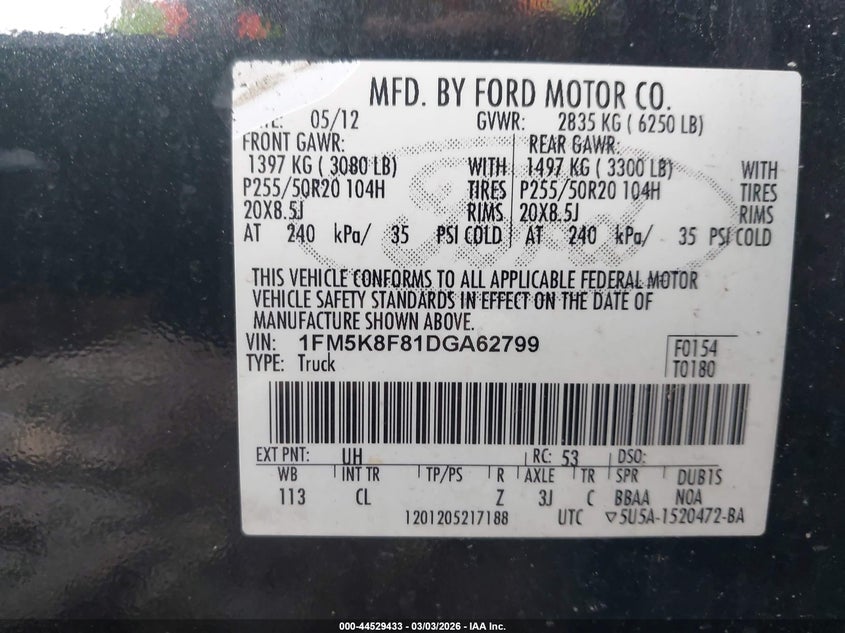 MFD. BY FORD MOTOR CO.
05/12 GVWR: 2835 KG ( 6250 LB)
FRONT GAWR: REAR GAWR:
1397 KG ( 3080 LB) WITH 1497 KG ( 3300 LB) WITH
P255/50R20 104H TIRES P255/50R20 104H TIRES
20X8.5J RIMS 20X8.5J RIMS
AT 240 kPa/ 35 PSI COLD AT 240 kPa/ 35 PSI COLD
Ford
THIS VEHICLE CONFORMS TO ALL APPLICABLE FEDERAL MOTOR
VEHICLE SAFETY STANDARDS IN EFFECT ON THE DATE OF
MANUFACTURE SHOWN ABOVE.
VIN: 1FM5K8F81DGA62799
TYPE: Truck
F0154
T0180
EXT PNT: UH RC: 53 DSO:
WB INT TR TP/PS R AXLE TR SPR DUB1S
113 CL Z 3J C BBAA NOA
1201205217188 UTC ▽5U5A-1520472-BA
000-44529433 - 03/03/2026 - IAA Inc.